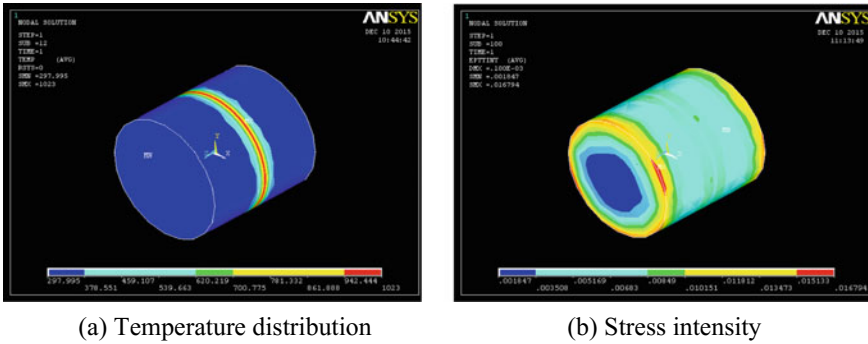 1
NODAL SOLUTION
STEP=1
SUB =12
TIME=1
TEMP (AVG)
RSYS=0
SMN =297.995
SMX =1023
ANSYS
DEC 10 2015
10:44:42
MN
Y
X
297.995 459.107 620.219 781.332 942.444
378.551 539.663 700.775 861.888 1023
(a) Temperature distribution
1
NODAL SOLUTION
STEP=1
SUB =100
TIME=1
EPTTINT (AVG)
DMX =.100E-03
SMN =.001847
SMX =.016794
ANSYS
DEC 10 2015
11:13:49
.001847 .005169 .00849 .011812 .015133
.003508 .00683 .010151 .013473 .016794
(b) Stress intensity